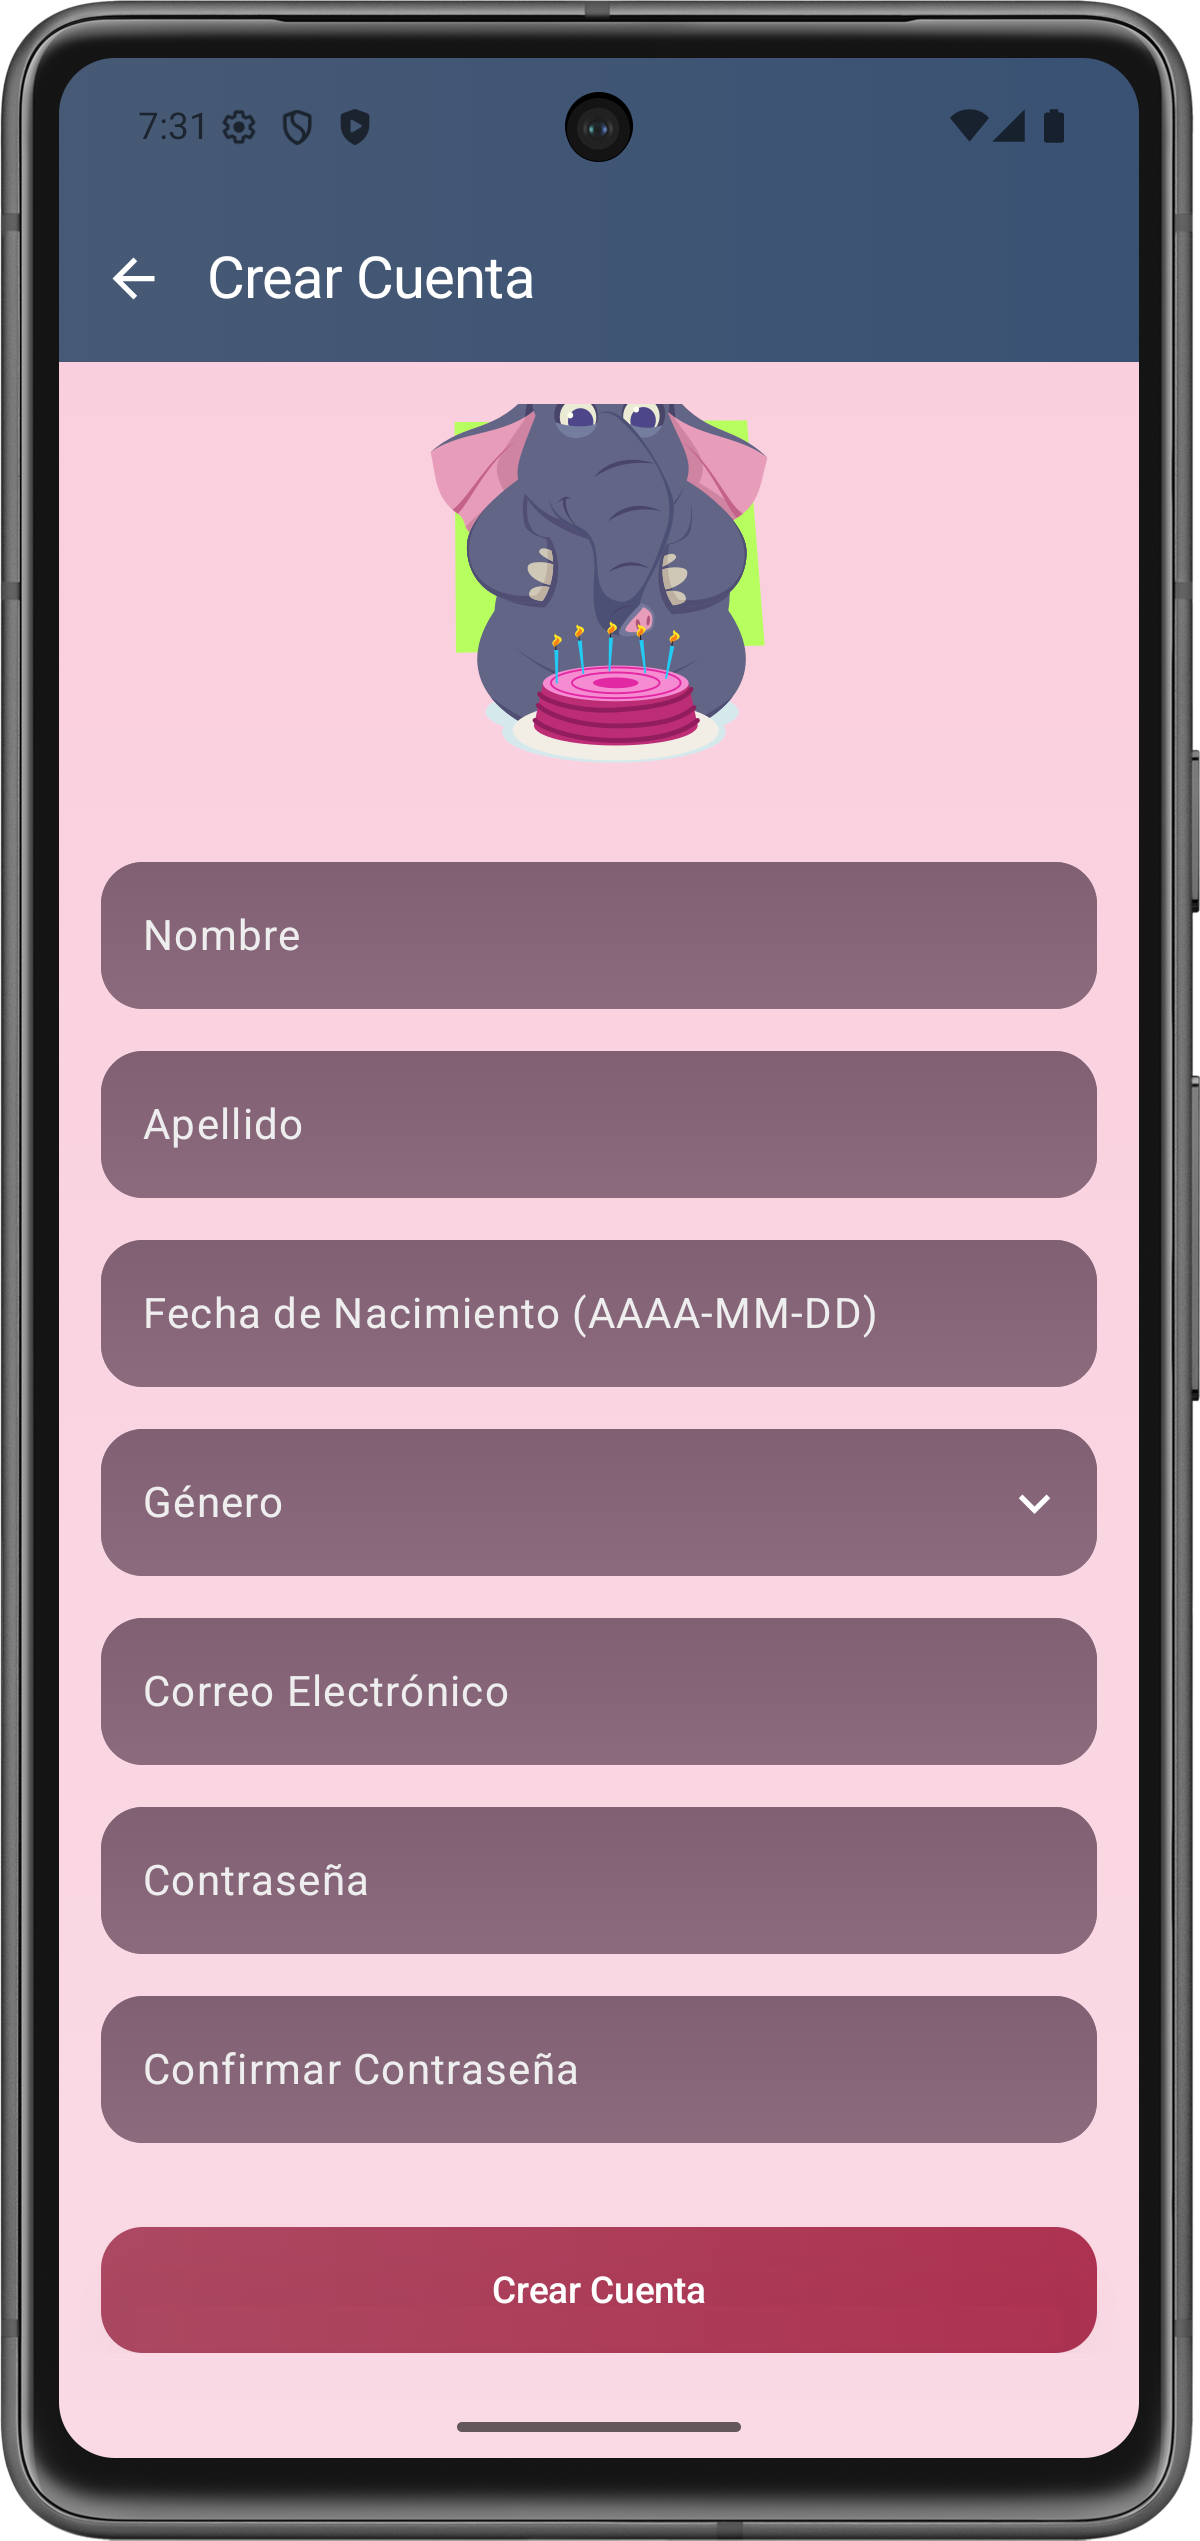 7:31
Crear Cuenta
Nombre
Apellido
Fecha de Nacimiento (AAAA-MM-DD)
Género
Correo Electrónico
Contraseña
Confirmar Contraseña
Crear Cuenta